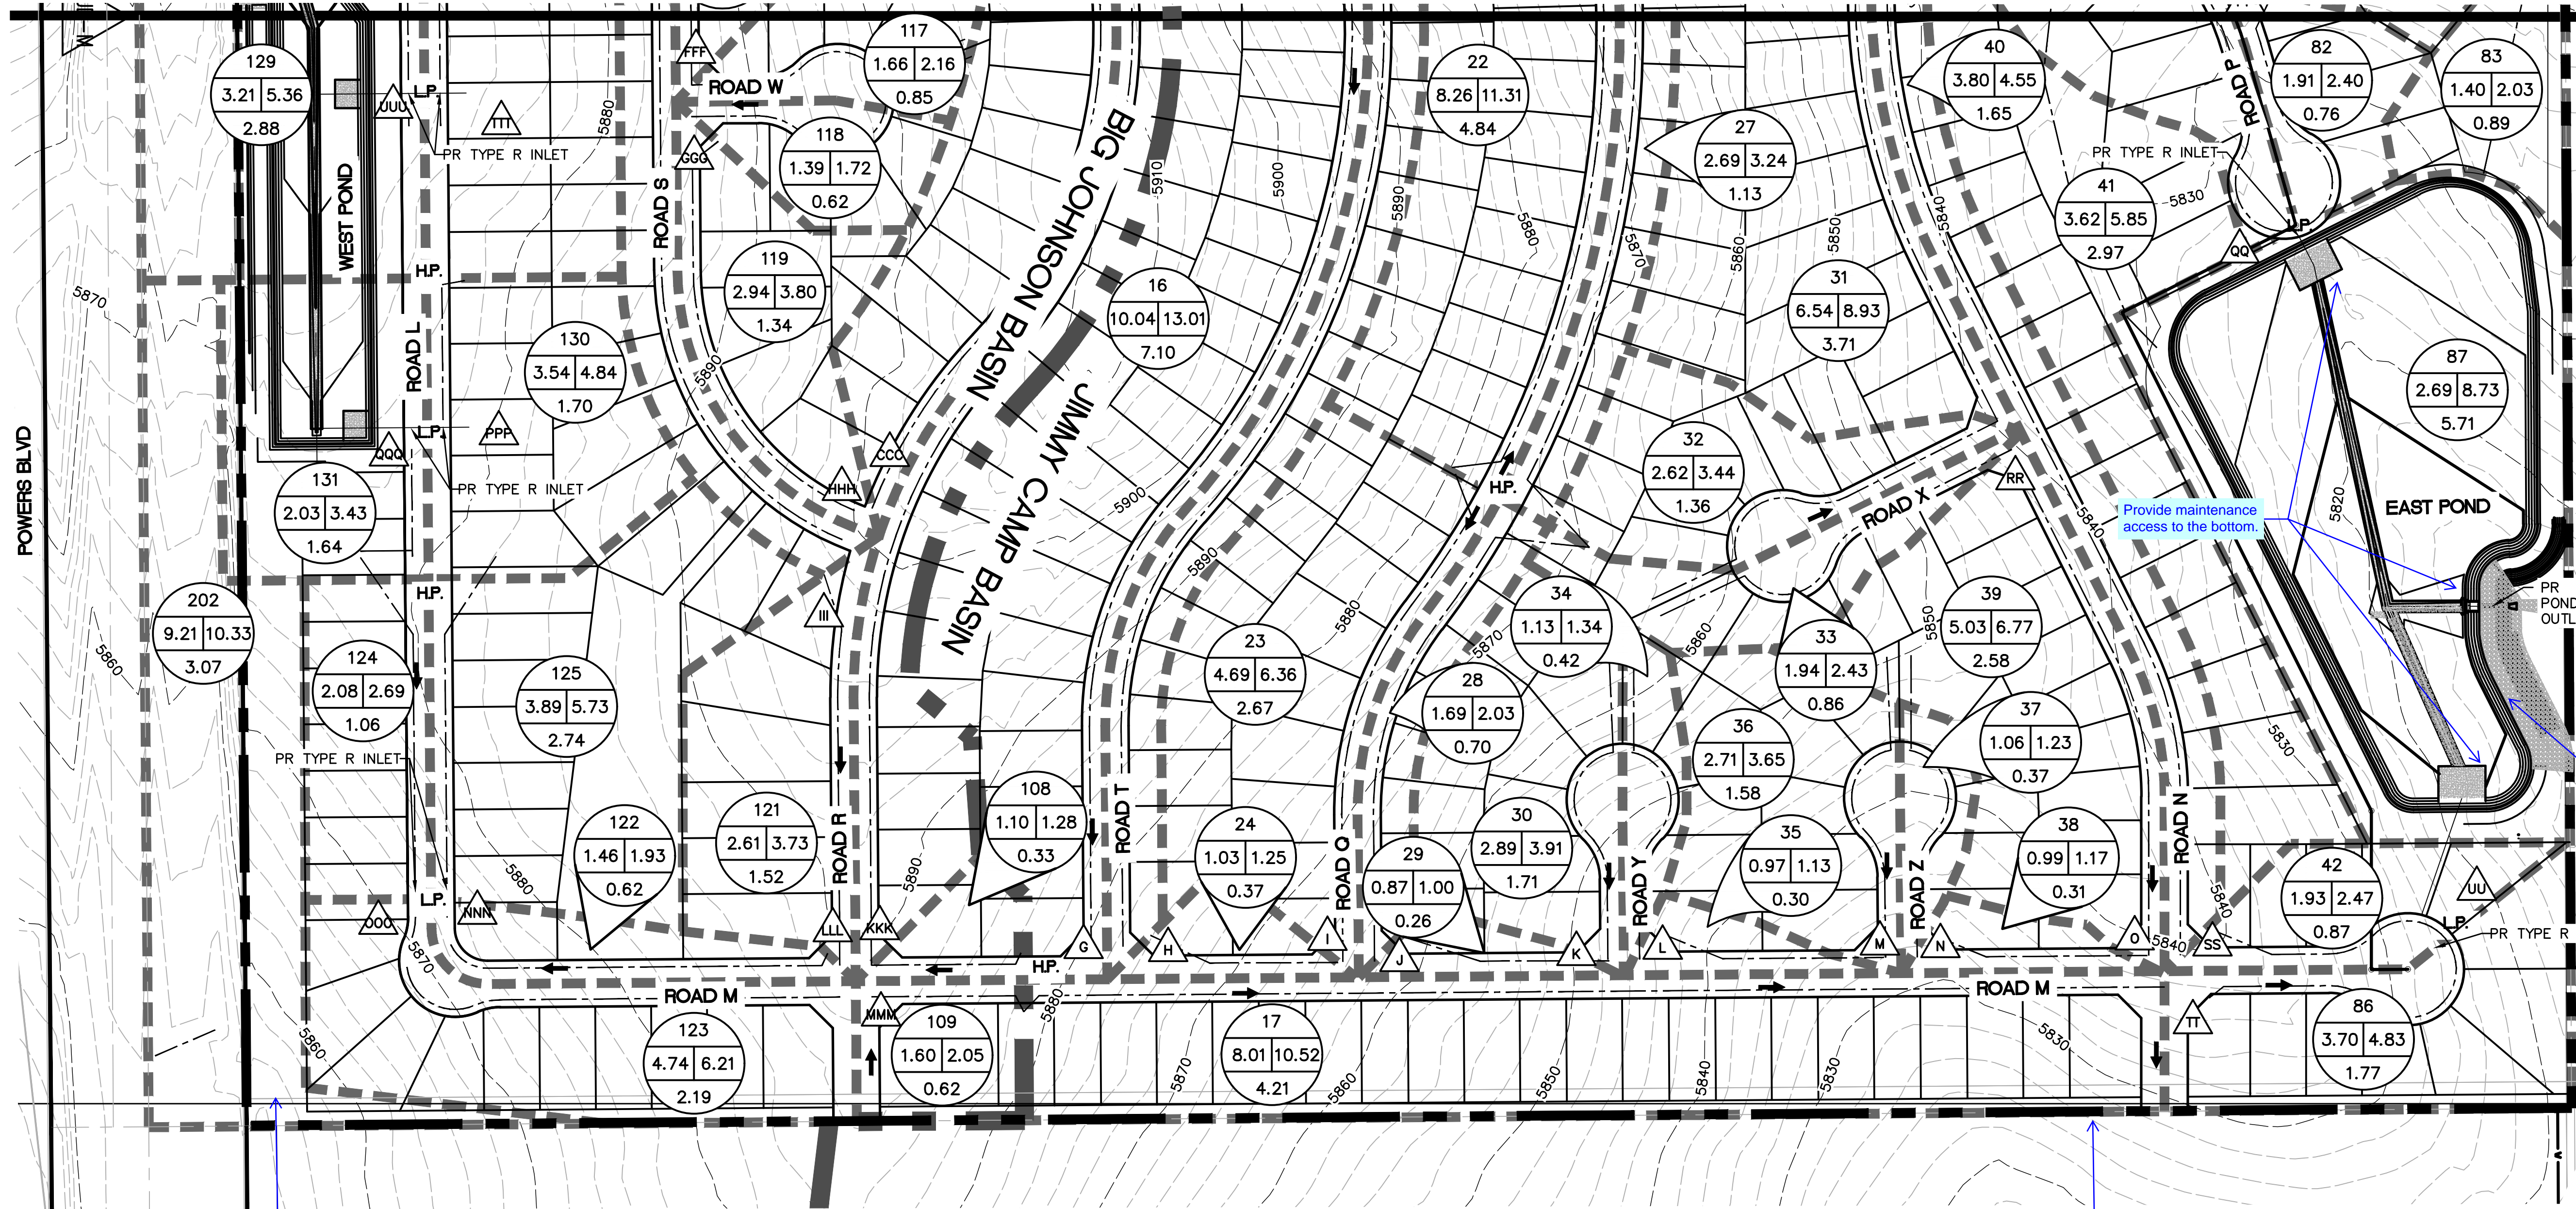 129
3.21 5.36
2.88
117
1.66 2.16
0.85
118
1.39 1.72
0.62
119
2.94 3.80
1.34
22
8.26 11.31
4.84
27
2.69 3.24
1.13
40
3.80 4.55
1.65
82
1.91 2.40
0.76
83
1.40 2.03
0.89
41
3.62 5.85
2.97
16
10.04 13.01
7.10
31
6.54 8.93
3.71
87
2.69 8.73
5.71
130
3.54 4.84
1.70
131
2.03 3.43
1.64
32
2.62 3.44
1.36
202
9.21 10.33
3.07
124
2.08 2.69
1.06
125
3.89 5.73
2.74
23
4.69 6.36
2.67
34
1.13 1.34
0.42
33
1.94 2.43
0.86
39
5.03 6.77
2.58
28
1.69 2.03
0.70
36
2.71 3.65
1.58
37
1.06 1.23
0.37
122
1.46 1.93
0.62
121
2.61 3.73
1.52
108
1.10 1.28
0.33
24
1.03 1.25
0.37
29
0.87 1.00
0.26
30
2.89 3.91
1.71
35
0.97 1.13
0.30
38
0.99 1.17
0.31
42
1.93 2.47
0.87
123
4.74 6.21
2.19
109
1.60 2.05
0.62
17
8.01 10.52
4.21
86
3.70 4.83
1.77
POWERS BLVD
WEST POND
EAST POND
BIG JOHNSON BASIN
JIMMY CAMP BASIN
ROAD L
ROAD S
ROAD W
ROAD P
ROAD X
ROAD R
ROAD T
ROAD Q
ROAD Y
ROAD Z
ROAD N
ROAD M
ROAD M
PR TYPE R INLET
PR TYPE R INLET
PR TYPE R INLET
PR TYPE R INLET
PR TYPE R
PR
POND
OUTL
Provide maintenance
access to the bottom.
FFF
GGG
UUU
TTT
QQQ
PPP
HHH
CCC
III
OOO
NNN
LLL
KKK
MMM
G
H
I
J
K
L
M
N
O
SS
TT
UU
RR
QQ
L.P.
H.P.
L.P.
H.P.
L.P.
H.P.
H.P.
L.P.
L.P.
5870
5860
5860
5870
5880
5880
5880
5890
5890
5910
5900
5900
5890
5890
5880
5880
5870
5870
5860
5860
5850
5850
5840
5840
5830
5830
5820
5840
5840
5880
5870
5860
5850
5840
5830
5830